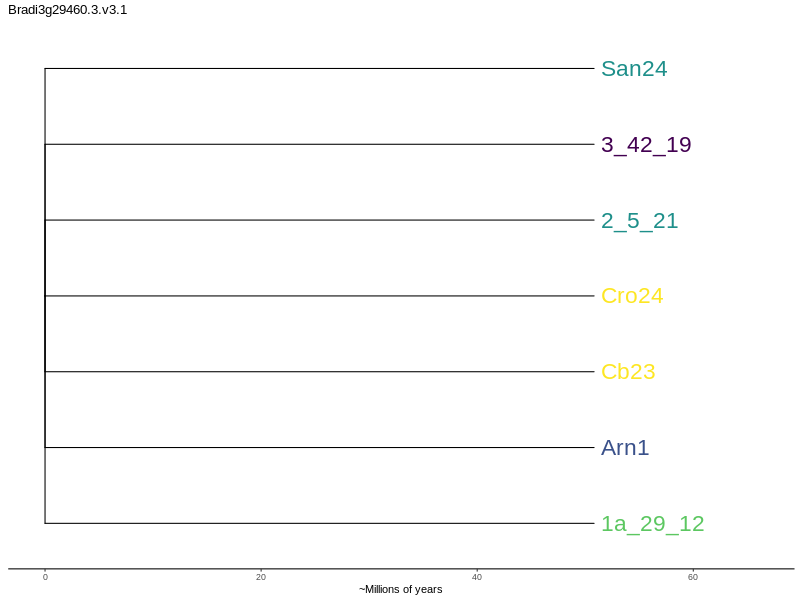 Bradi3g29460.3.v3.1
San24
3_42_19
2_5_21
Cro24
Cb23
Arn1
1a_29_12
0 20 40 60
~Millions of years